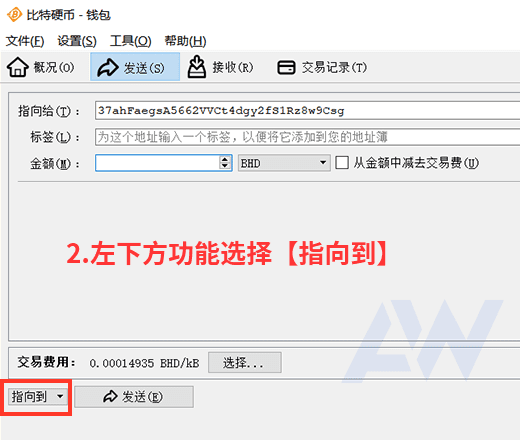 比特硬币 - 钱包
文件(F) 设置(S) 工具(O) 帮助(H)
概况(O) 发送(S) 接收(R) 交易记录(T)
指向给(T): 37ahFaegsA5662VVCt4dgy2fS1Rz8w9Csg
标签(L): 为这个地址输入一个标签，以便将它添加到您的地址簿
金额(M): BHD 从金额中减去交易费(U)
2.左下方功能选择【指向到】
AW
交易费用: 0.00014935 BHD/kB 选择...
指向到 发送(E)